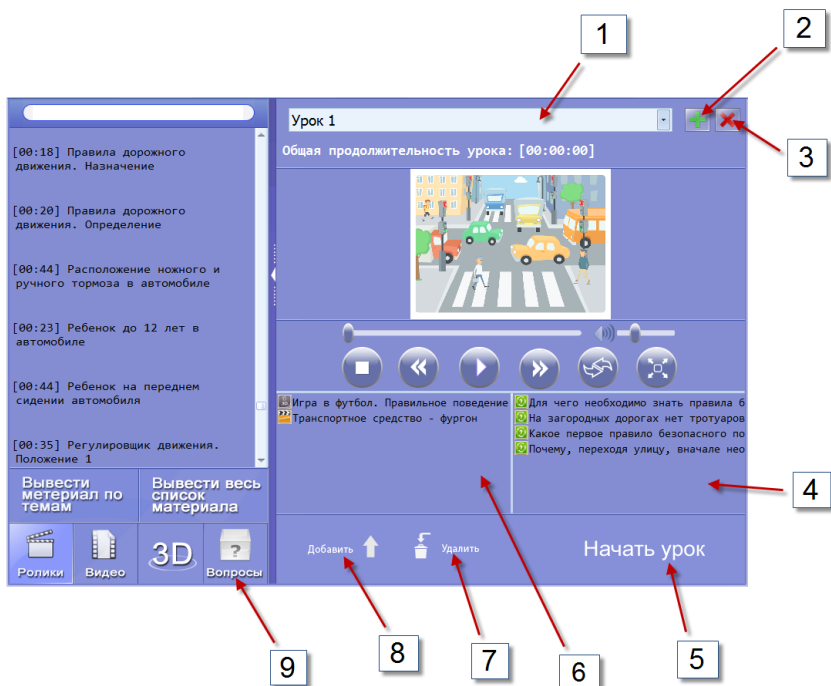 1
2
3
Урок 1
Общая продолжительность урока: [00:00:00]
[00:18] Правила дорожного
движения. Назначение
[00:20] Правила дорожного
движения. Определение
[00:44] Расположение ножного и
ручного тормоза в автомобиле
[00:23] Ребенок до 12 лет в
автомобиле
[00:44] Ребенок на переднем
сидении автомобиля
[00:35] Регулировщик движения.
Положение 1
Вывести
метериал по
темам
Вывести весь
список
материала
Ролики
Видео
3D
?
Вопросы
Игра в футбол. Правильное поведение
Транспортное средство - фургон
Для чего необходимо знать правила б
На загородных дорогах нет тротуаров
Какое первое правило безопасного по
Почему, переходя улицу, вначале нео
4
Добавить
Удалить
Начать урок
9
8
7
6
5